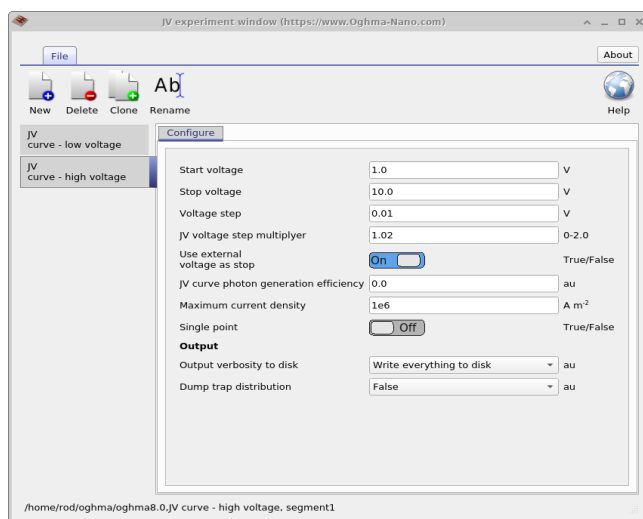 JV experiment window (https://www.Oghma-Nano.com)
File
About
Ab
New
Delete
Clone
Rename
Help
JV
curve - low voltage
JV
curve - high voltage
Configure
Start voltage 1.0 V
Stop voltage 10.0 V
Voltage step 0.01 V
JV voltage step multiplyer 1.02 0-2.0
Use external
voltage as stop On True/False
JV curve photon generation efficiency 0.0 au
Maximum current density 1e6 A m⁻²
Single point Off True/False
Output
Output verbosity to disk Write everything to disk au
Dump trap distribution False au
/home/rod/oghma/oghma8.0,JV curve - high voltage, segment1